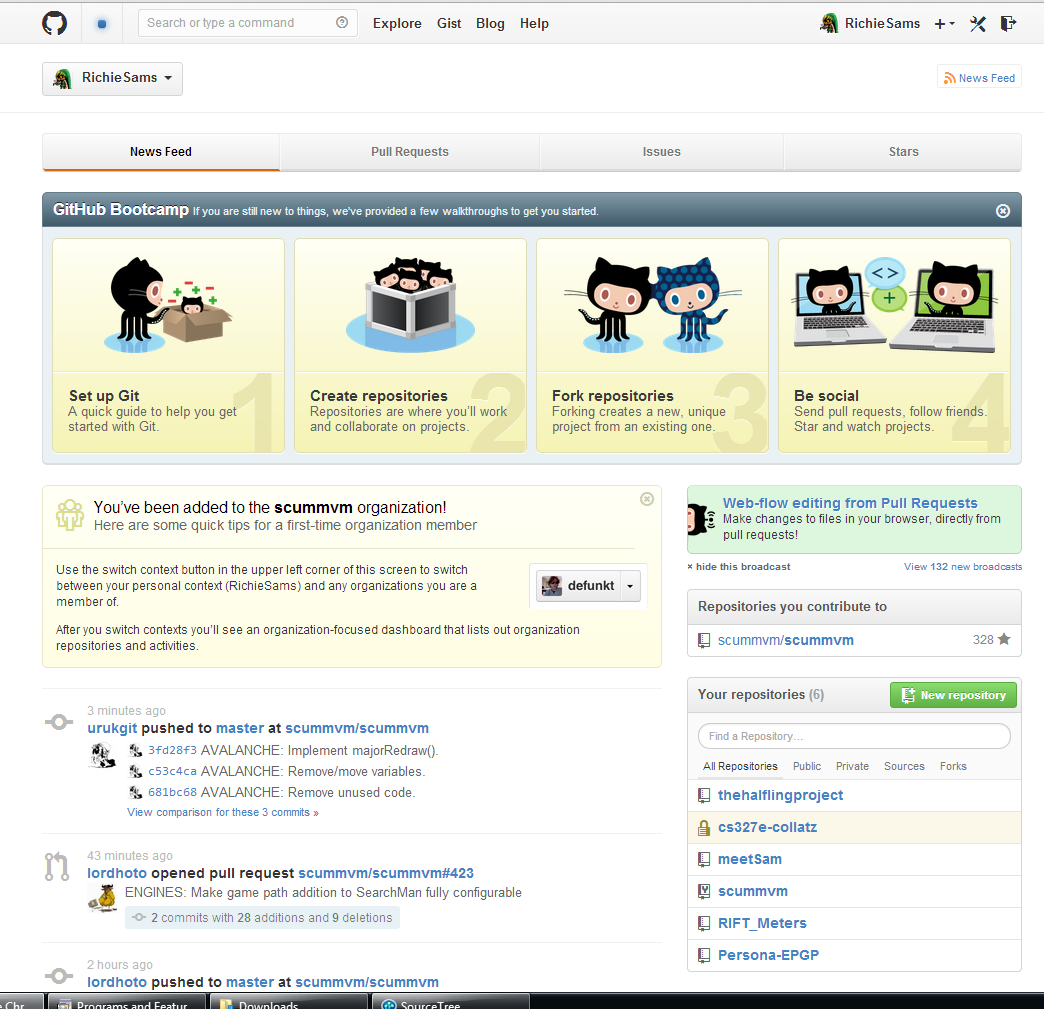 Search or type a command
Explore Gist Blog Help
RichieSams
RichieSams
News Feed
News Feed Pull Requests Issues Stars
GitHub Bootcamp If you are still new to things, we've provided a few walkthroughs to get you started.
1
Set up Git
A quick guide to help you get
started with Git.
2
Create repositories
Repositories are where you'll work
and collaborate on projects.
3
Fork repositories
Forking creates a new, unique
project from an existing one.
4
Be social
Send pull requests, follow friends.
Star and watch projects.
You've been added to the scummvm organization!
Here are some quick tips for a first-time organization member
Use the switch context button in the upper left corner of this screen to switch
between your personal context (RichieSams) and any organizations you are a
member of.
defunkt
After you switch contexts you'll see an organization-focused dashboard that lists out organization
repositories and activities.
3 minutes ago
urukgit pushed to master at scummvm/scummvm
3fd28f3 AVALANCHE: Implement majorRedraw().
c53c4ca AVALANCHE: Remove/move variables.
681bc68 AVALANCHE: Remove unused code.
View comparison for these 3 commits »
43 minutes ago
lordhoto opened pull request scummvm/scummvm#423
ENGINES: Make game path addition to SearchMan fully configurable
2 commits with 28 additions and 9 deletions
2 hours ago
lordhoto pushed to master at scummvm/scummvm
Web-flow editing from Pull Requests
Make changes to files in your browser, directly from
pull requests!
× hide this broadcast
View 132 new broadcasts
Repositories you contribute to
scummvm/scummvm 328
Your repositories (6)
New repository
Find a Repository…
All Repositories Public Private Sources Forks
thehalflingproject
cs327e-collatz
meetSam
scummvm
RIFT_Meters
Persona-EPGP
e Chr
Programs and Featur
Downloads
SourceTree